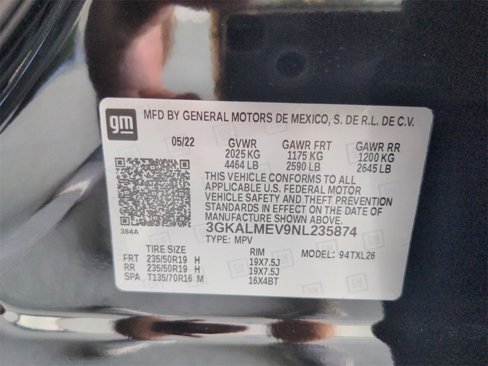 gm
MFD BY GENERAL MOTORS DE MEXICO, S. DE R.L. DE C.V.
05/22 GVWR GAWR FRT GAWR RR
2025 KG 1175 KG 1200 KG
4464 LB 2590 LB 2645 LB
THIS VEHICLE CONFORMS TO ALL
APPLICABLE U.S. FEDERAL MOTOR
VEHICLE SAFETY AND THEFT PREVENTION
STANDARDS IN EFFECT ON THE DATE OF
MANUFACTURE SHOWN ABOVE.
3GKALMEV9NL235874
384A
TYPE: MPV
TIRE SIZE RIM MODEL: 94TXL26
FRT 235/50R19 H 19X7.5J
RR 235/50R19 H 19X7.5J
SPA T135/70R16 M 16X4BT